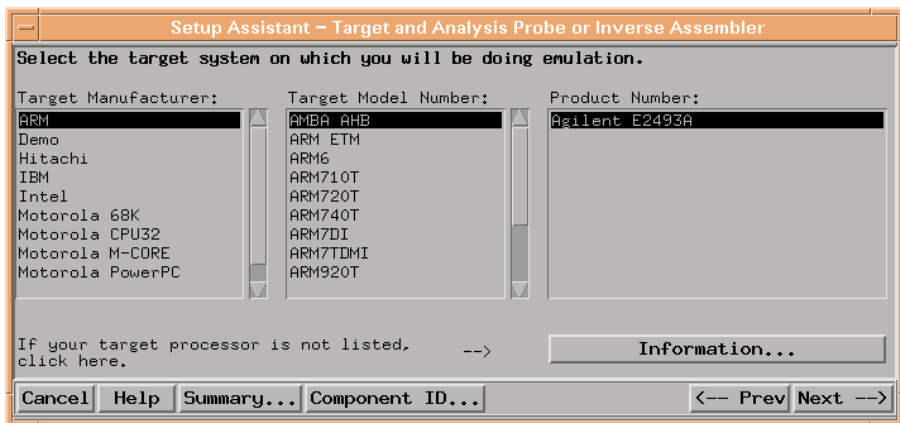 Setup Assistant – Target and Analysis Probe or Inverse Assembler
Select the target system on which you will be doing emulation.
Target Manufacturer:
ARM
Demo
Hitachi
IBM
Intel
Motorola 68K
Motorola CPU32
Motorola M-CORE
Motorola PowerPC
Target Model Number:
AMBA AHB
ARM ETM
ARM6
ARM710T
ARM720T
ARM740T
ARM7DI
ARM7TDMI
ARM920T
Product Number:
Agilent E2493A
If your target processor is not listed,
click here.
-->
Information...
Cancel Help Summary... Component ID... <-- Prev Next -->